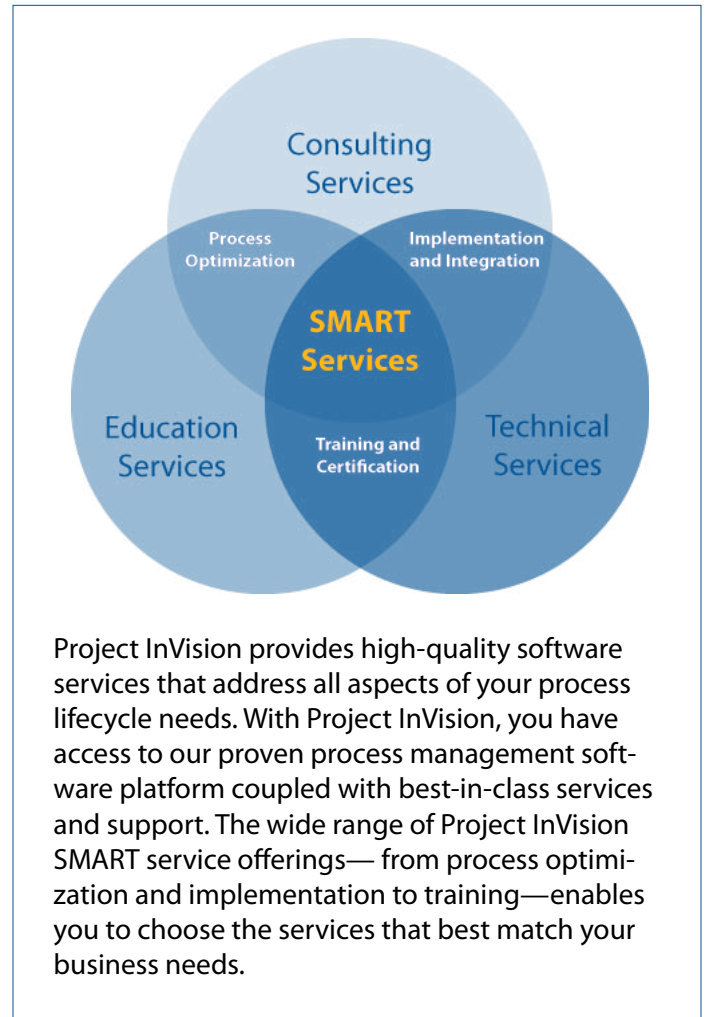 Consulting
Services
Process
Optimization
Implementation
and Integration
SMART
Services
Education
Services
Training and
Certification
Technical
Services
Project InVision provides high-quality software
services that address all aspects of your process
lifecycle needs. With Project InVision, you have
access to our proven process management soft-
ware platform coupled with best-in-class services
and support. The wide range of Project InVision
SMART service offerings— from process optimi-
zation and implementation to training—enables
you to choose the services that best match your
business needs.